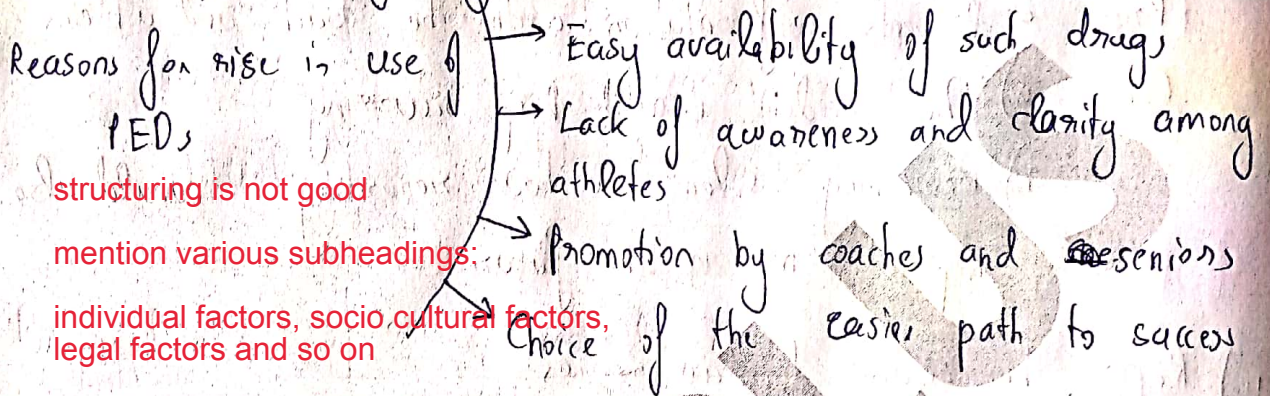 Reasons for rise in use of
PEDs
→ Easy availability of such drugs
→ Lack of awareness and clarity among
athletes
→ Promotion by coaches and seniors
→ Choice of the easier path to success
structuring is not good
mention various subheadings:
individual factors, socio cultural factors,
legal factors and so on